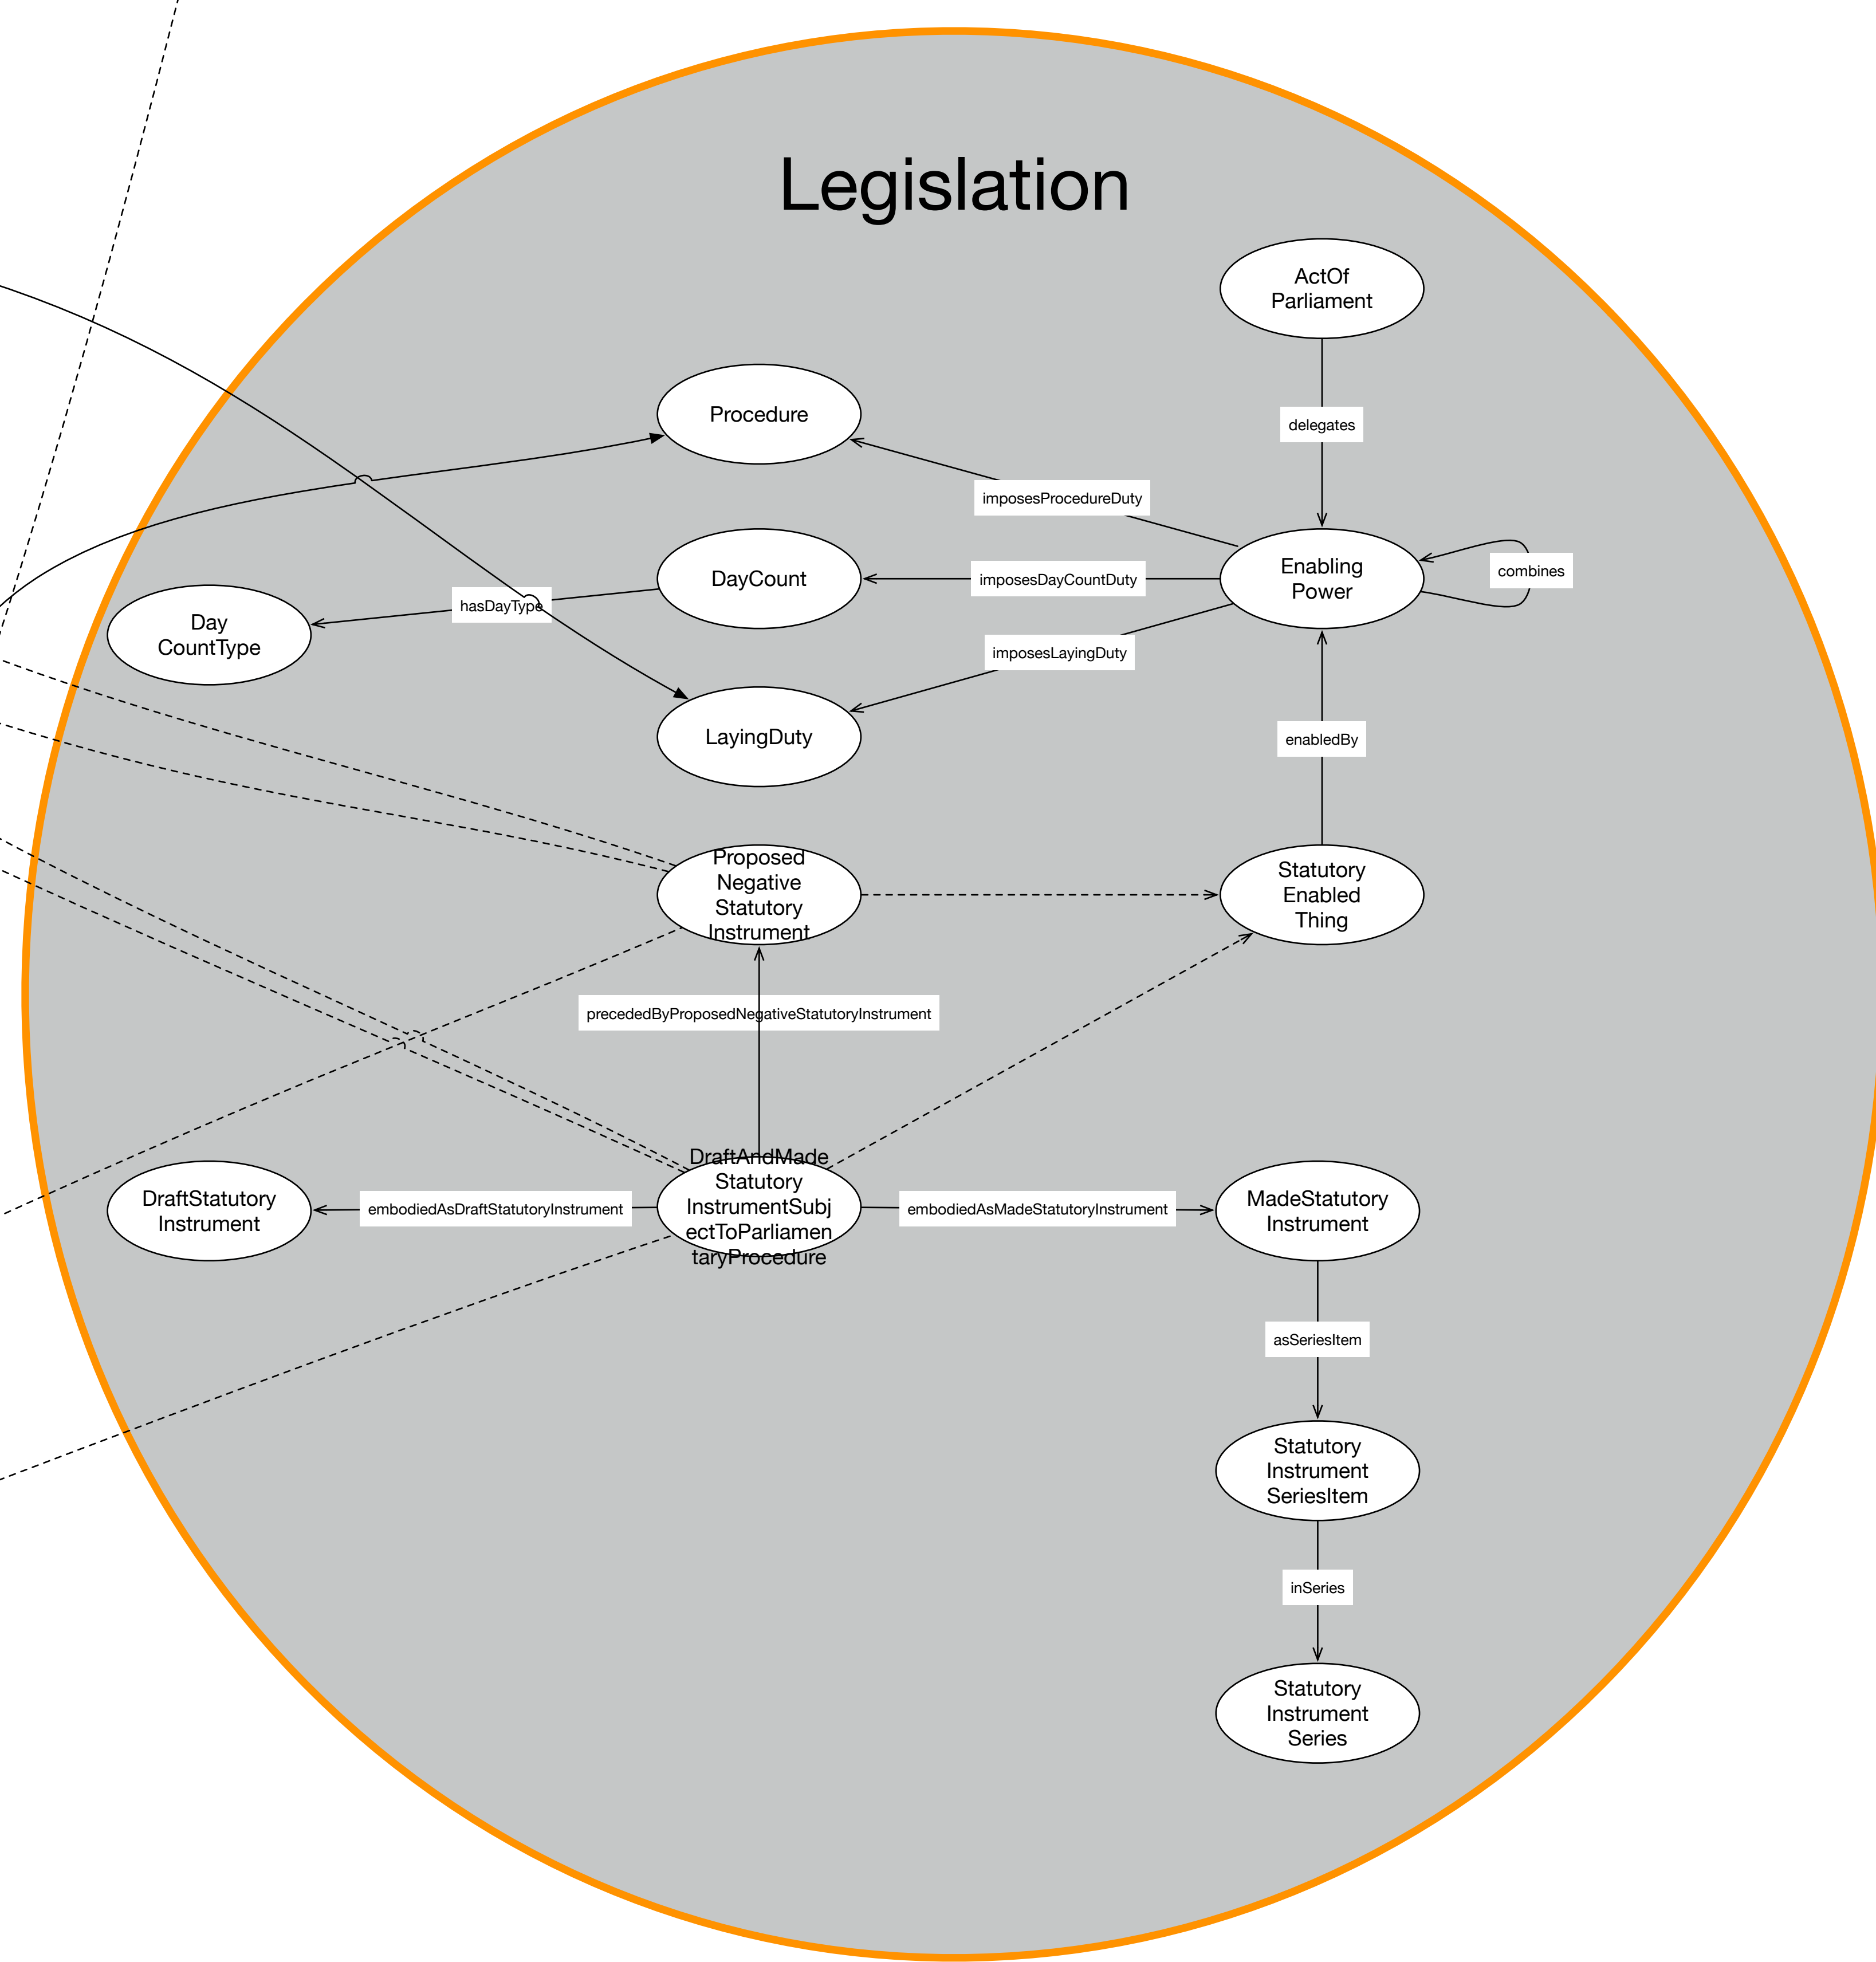 Legislation
ActOf
Parliament
delegates
Procedure
imposesProcedureDuty
Enabling
Power
combines
DayCount
imposesDayCountDuty
hasDayType
Day
CountType
imposesLayingDuty
LayingDuty
enabledBy
Proposed
Negative
Statutory
Instrument
Statutory
Enabled
Thing
precededByProposedNegativeStatutoryInstrument
DraftStatutory
Instrument
embodiedAsDraftStatutoryInstrument
DraftAndMade
Statutory
InstrumentSubj
ectToParliamen
taryProcedure
embodiedAsMadeStatutoryInstrument
MadeStatutory
Instrument
asSeriesItem
Statutory
Instrument
SeriesItem
inSeries
Statutory
Instrument
Series